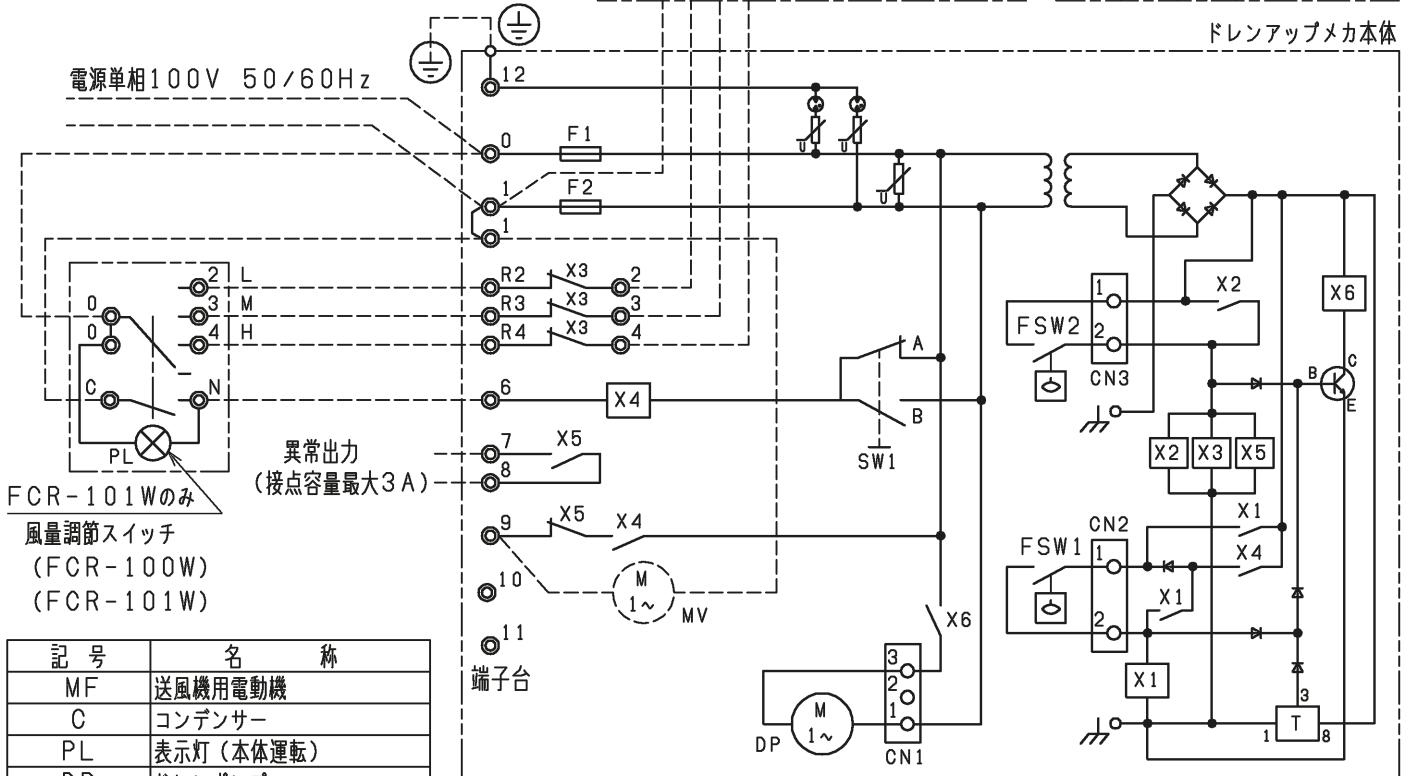 ドレンアップメカ本体
電源単相100V 50/60Hz
12
0
F1
1
F2
1
U
U
U
2 L
3 M
4 H
0
0
C
N
PL
R2 X3 2
R3 X3 3
R4 X3 4
6
X4
A
B
SW1
7
8
X5
異常出力
(接点容量最大3A)
9
X5
X4
10
11
端子台
M
1~
MV
FCR-101Wのみ
風量調節スイッチ
(FCR-100W)
(FCR-101W)
X6
3
2
1
CN1
M
1~
DP
1
2
CN3
FSW2
X2
X6
B
C
E
X2
X3
X5
CN2
FSW1
1
2
X1
X4
X1
X1
T
3
1
8
記号 名称
MF 送風機用電動機
C コンデンサー
PL 表示灯(本体運転)